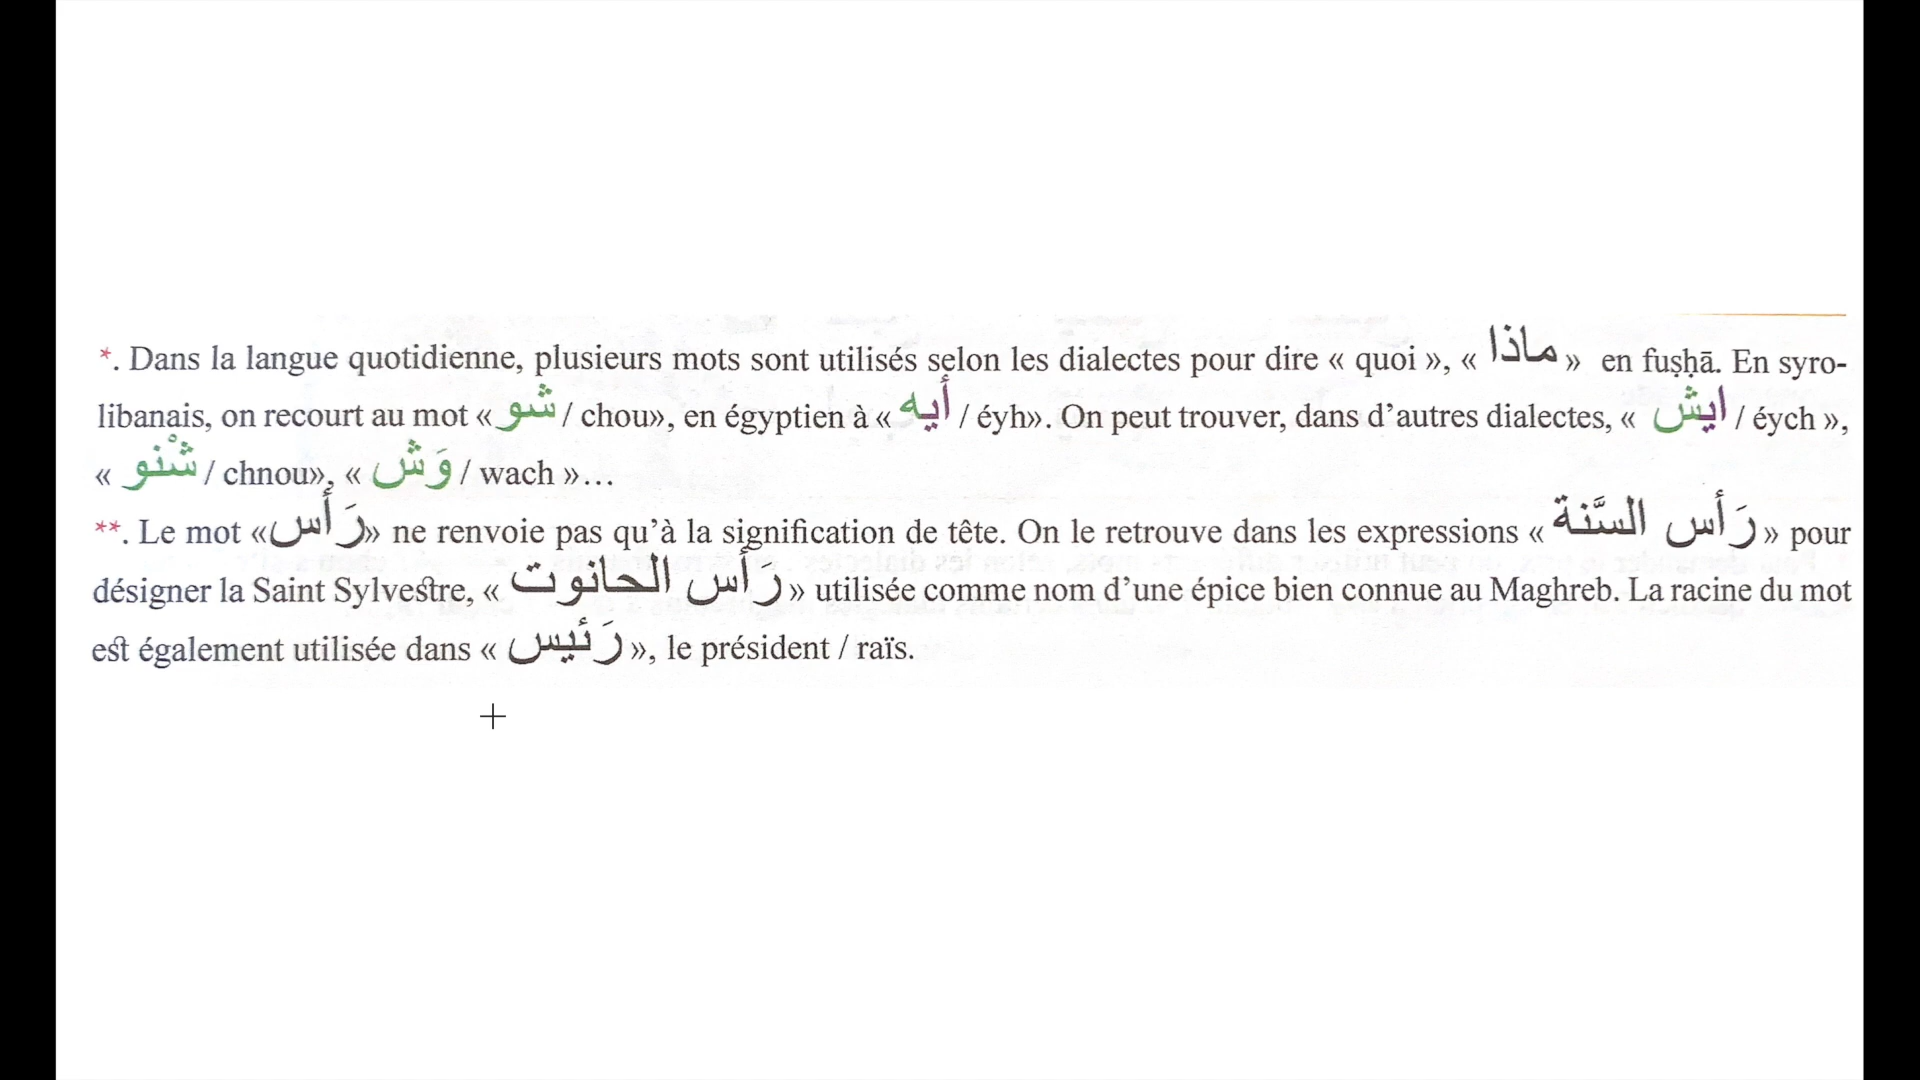 *. Dans la langue quotidienne, plusieurs mots sont utilisés selon les dialectes pour dire « quoi », « ماذا » en fuṣḥā. En syro-
libanais, on recourt au mot « شو / chou», en égyptien à « أيه / éyh». On peut trouver, dans d’autres dialectes, « ايش / éych »,
« شْنو / chnou», « وَش / wach »…
**. Le mot «رَأس» ne renvoie pas qu’à la signification de tête. On le retrouve dans les expressions « رَأس السَّنة » pour
désigner la Saint Sylvestre, « رَأس الحانوت » utilisée comme nom d’une épice bien connue au Maghreb. La racine du mot
est également utilisée dans « رَئيس », le président / raïs.